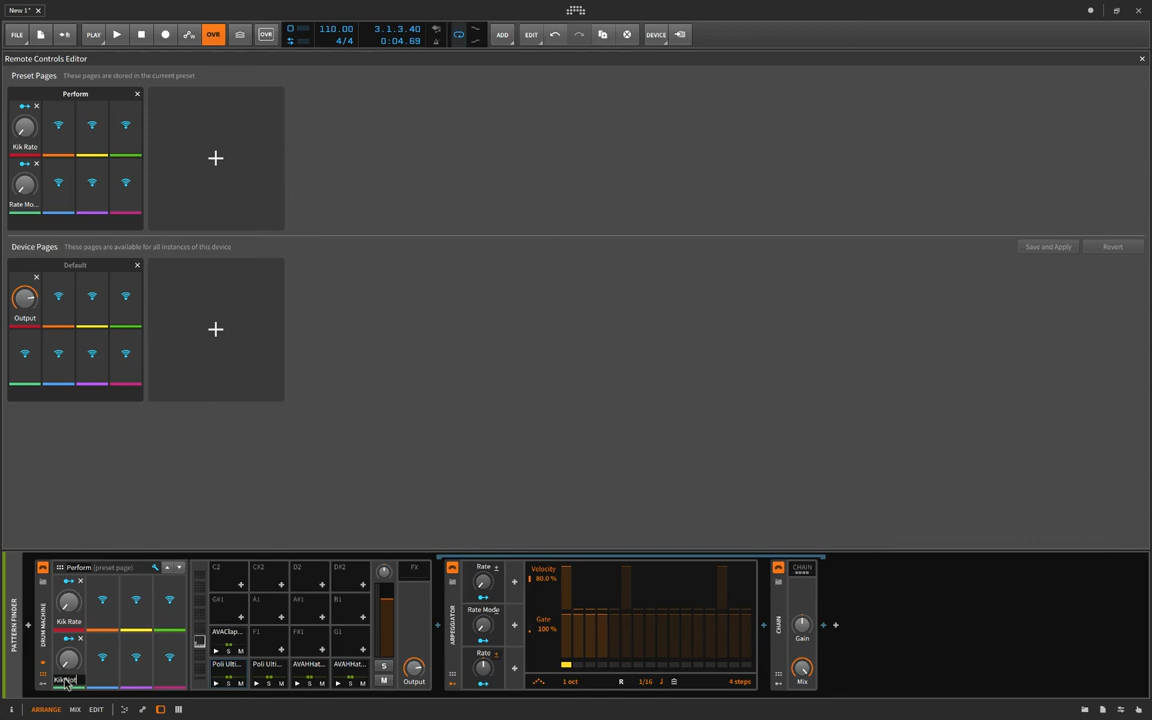 New 1*
FILE PLAY OVR OVR 110.00 4/4 3.1.3.40 0:04.69 ADD EDIT DEVICE
Remote Controls Editor
Preset Pages These pages are stored in the current preset
Perform
Kik Rate
Rate Mo...
Device Pages These pages are available for all instances of this device
Save and Apply Revert
Default
Output
PATTERN FINDER
DRUM MACHINE
Perform (preset page)
Kik Rate
C2 C#2 D2 D#2
G#1 A1 A#1 B1
AVAClap... F1 F#1 G1
S M
Poli Ulti... Poli Ulti... AVAHHat... AVAHHat...
S M S M S M S M
S
M
FX
Output
ARPEGGIATOR
Rate
Rate Mode
Rate
Velocity
80.0 %
Gate
100 %
1 oct R 1/16 4 steps
CHAIN
CHAIN
Gain
Mix
ARRANGE MIX EDIT